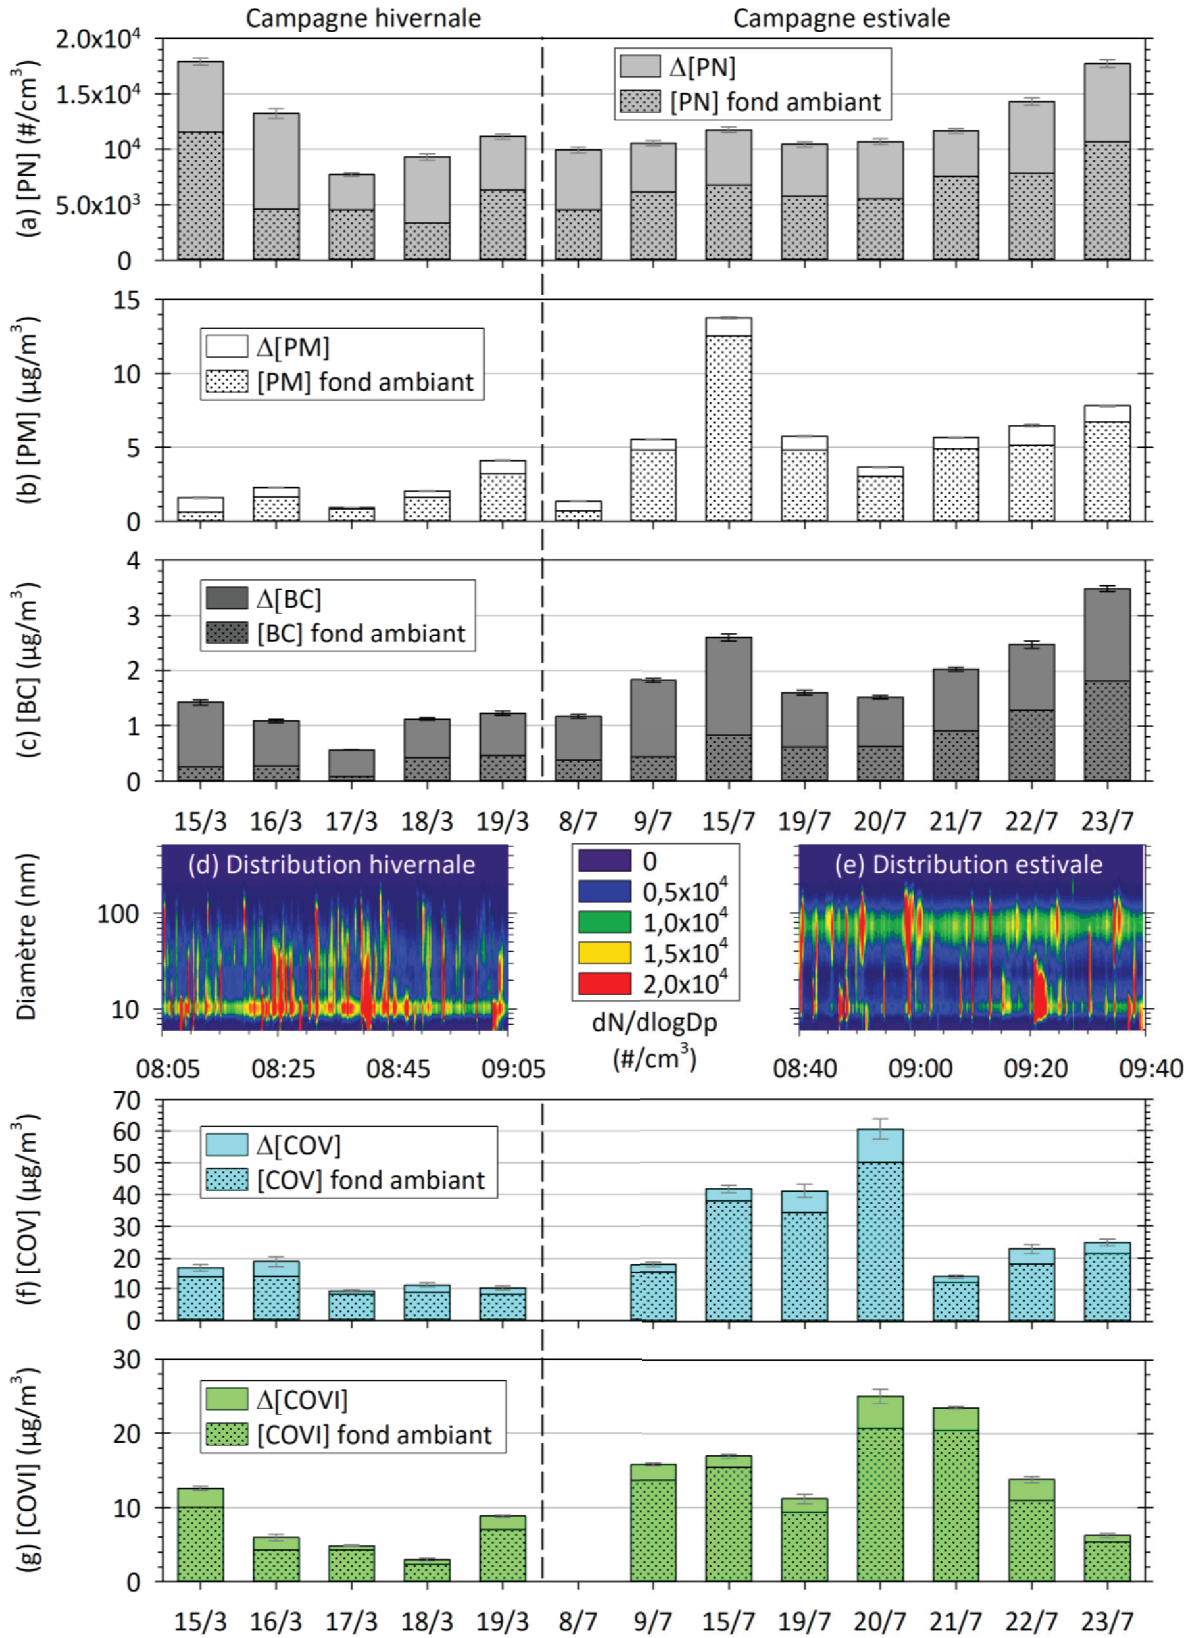 Campagne hivernale
Campagne estivale
(a) [PN] (#/cm³)
2.0x10⁴
1.5x10⁴
10⁴
5.0x10³
0
Δ[PN]
[PN] fond ambiant
(b) [PM] (µg/m³)
15
10
5
0
Δ[PM]
[PM] fond ambiant
(c) [BC] (µg/m³)
4
3
2
1
0
Δ[BC]
[BC] fond ambiant
15/3 16/3 17/3 18/3 19/3 8/7 9/7 15/7 19/7 20/7 21/7 22/7 23/7
Diamètre (nm)
100
10
(d) Distribution hivernale
08:05 08:25 08:45 09:05
0
0,5x10⁴
1,0x10⁴
1,5x10⁴
2,0x10⁴
dN/dlogDp
(#/cm³)
(e) Distribution estivale
08:40 09:00 09:20 09:40
(f) [COV] (µg/m³)
70
60
50
40
30
20
10
0
Δ[COV]
[COV] fond ambiant
(g) [COVI] (µg/m³)
30
20
10
0
Δ[COVI]
[COVI] fond ambiant
15/3 16/3 17/3 18/3 19/3 8/7 9/7 15/7 19/7 20/7 21/7 22/7 23/7